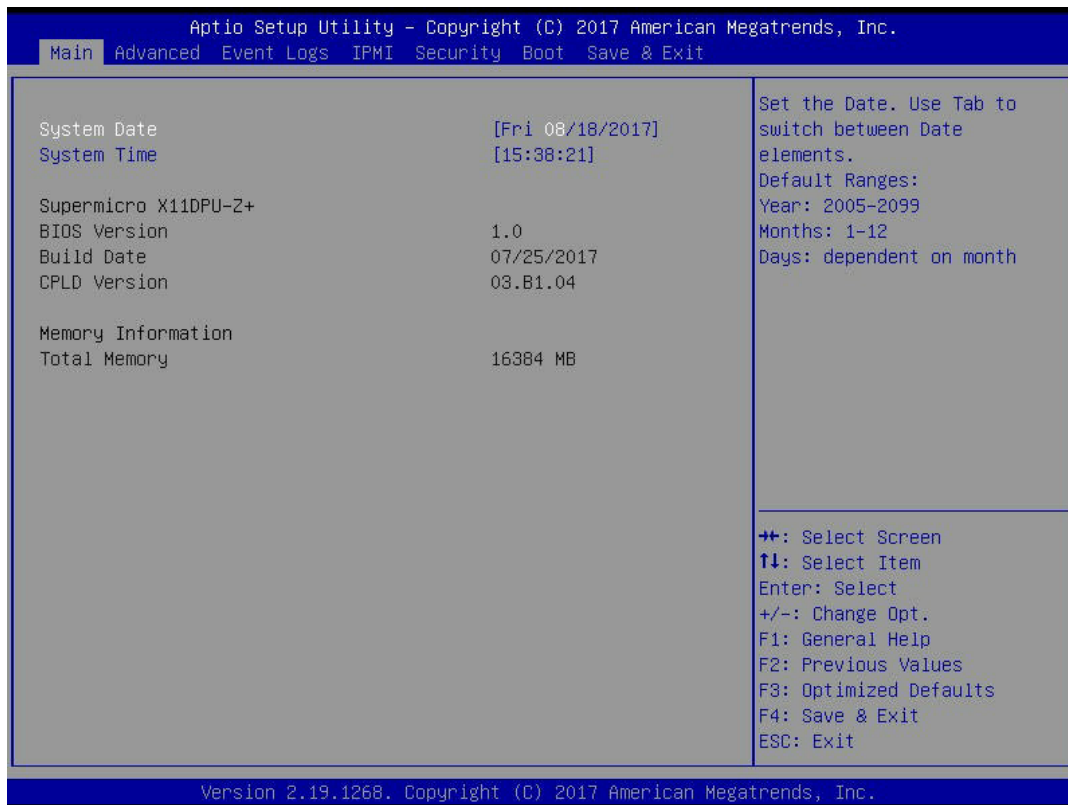 Aptio Setup Utility – Copyright (C) 2017 American Megatrends, Inc.
Main Advanced Event Logs IPMI Security Boot Save & Exit
System Date [Fri 08/18/2017]
System Time [15:38:21]
Supermicro X11DPU-Z+
BIOS Version 1.0
Build Date 07/25/2017
CPLD Version 03.B1.04
Memory Information
Total Memory 16384 MB
Set the Date. Use Tab to
switch between Date
elements.
Default Ranges:
Year: 2005-2099
Months: 1-12
Days: dependent on month
→←: Select Screen
↑↓: Select Item
Enter: Select
+/-: Change Opt.
F1: General Help
F2: Previous Values
F3: Optimized Defaults
F4: Save & Exit
ESC: Exit
Version 2.19.1268. Copyright (C) 2017 American Megatrends, Inc.